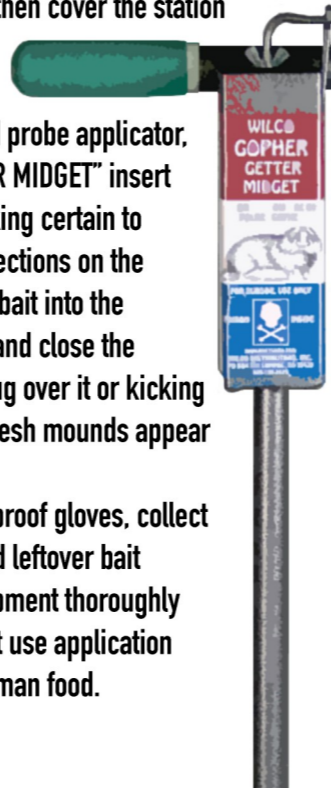 then cover the station
probe applicator,
R MIDGET” insert
ing certain to
ections on the
bait into the
and close the
ug over it or kicking
esh mounds appear
proof gloves, collect
d leftover bait
pment thoroughly
t use application
man food.
WILCO
GOPHER
GETTER
MIDGET